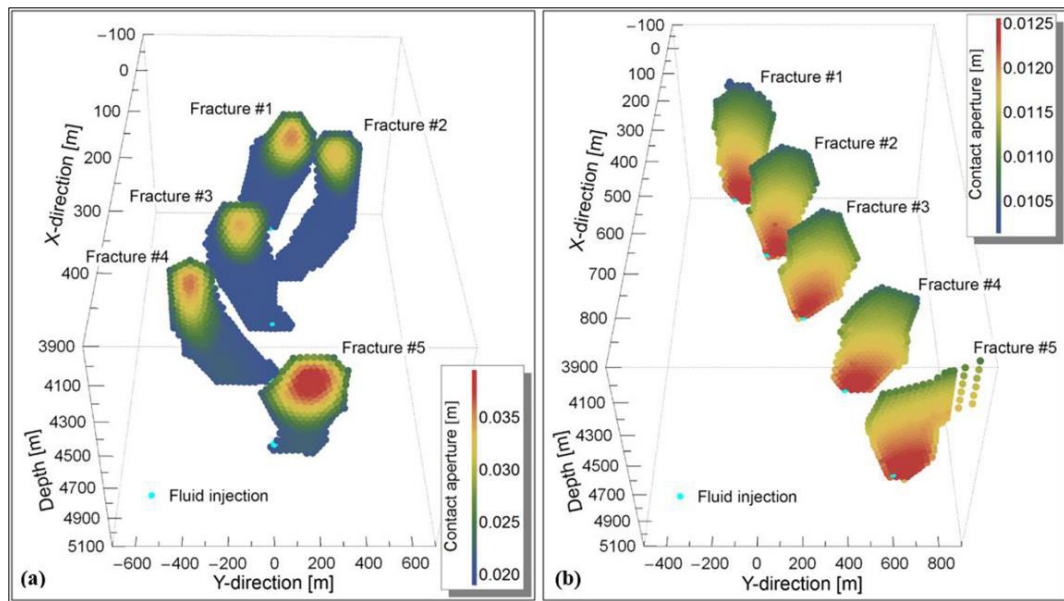 −100
0
100
200
300
400
3900
4100
4300
4500
4700
4900
5100
X-direction [m]
Depth [m]
Fracture #1
Fracture #2
Fracture #3
Fracture #4
Fracture #5
Fluid injection
Contact aperture [m]
0.035
0.030
0.025
0.020
(a)
−600 −400 −200 0 200 400 600
Y-direction [m]
−100
0
100
300
400
500
600
700
800
3900
4100
4300
4500
4700
4900
5100
X-direction [m]
Depth [m]
Fracture #1
Fracture #2
Fracture #3
Fracture #4
Fracture #5
Fluid injection
Contact aperture [m]
0.0125
0.0120
0.0115
0.0110
0.0105
(b)
−400 −200 0 200 400 600 800
Y-direction [m]